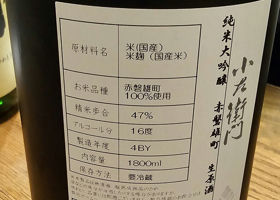 原材料名 米(国産)
米麹(国産米)
お米品種 赤磐雄町
100%使用
精米歩合 47%
アルコール分 16度
製造年度 4BY
内容量 1800ml
保存方法 要冷蔵
純米大吟醸 赤磐雄町 生酒
小左衛門